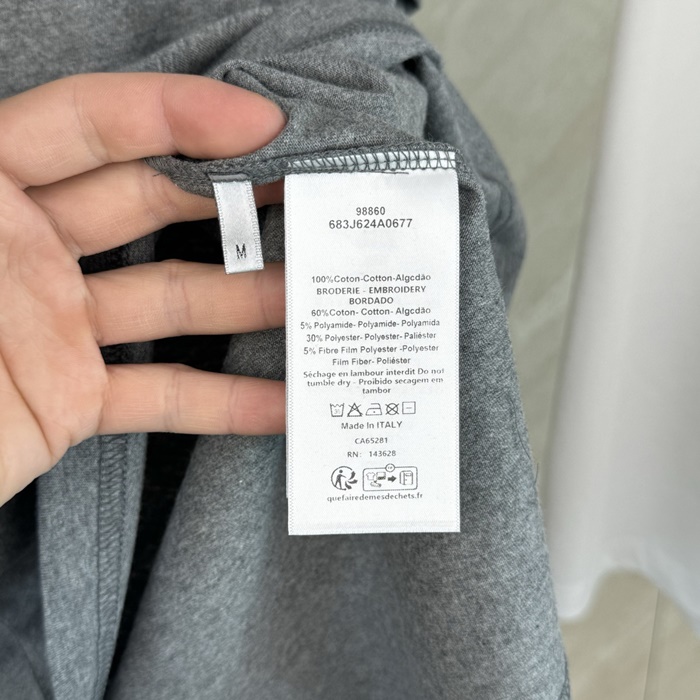 M
98860
683J624A0677
100%Coton-Cotton-Algcdão
BRODERIE - EMBROIDERY
BORDADO
60%Coton- Cotton- Algcdão
5% Polyamide- Polyamide- Polyamida
30% Polyester- Polyester- Paliéster
5% Fibre Film Polyester -Polyester
Film Fiber- Poliéster
Séchage en lambour interdit Do not
tumble dry - Proibido secagem em
tambor
Made In ITALY
CA65281
RN: 143628
quefairedemesdechets.fr